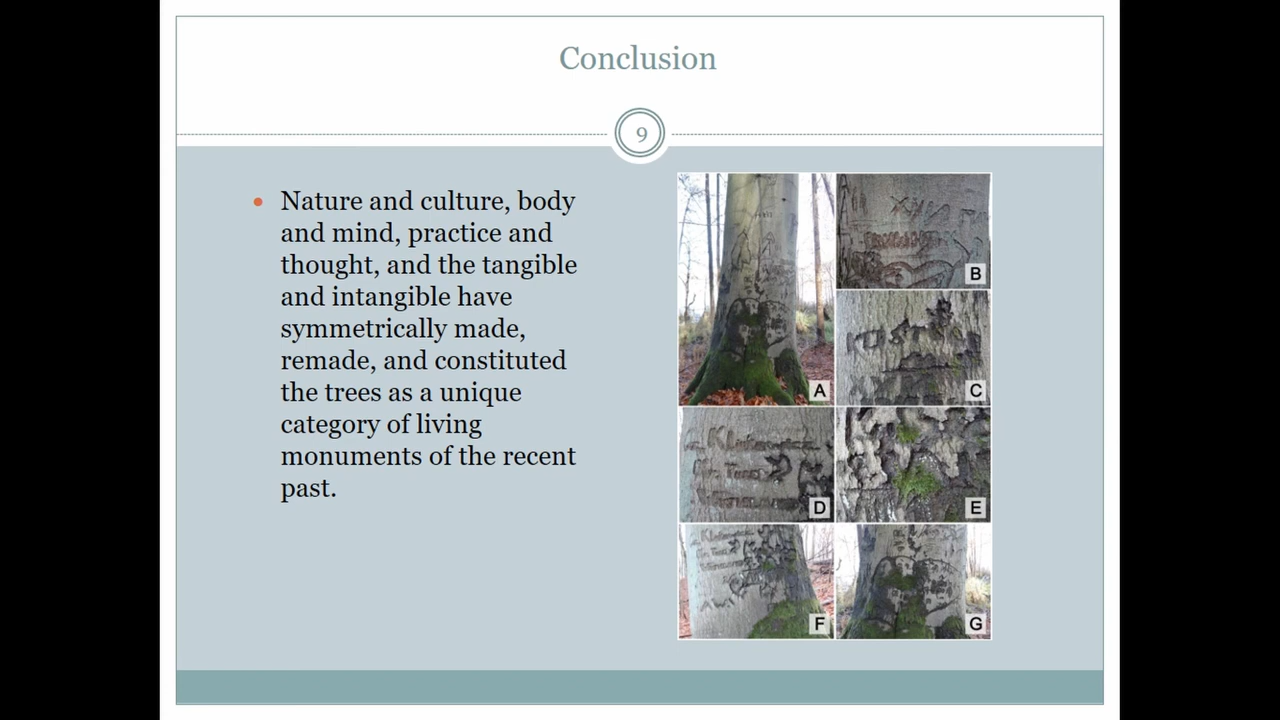 Conclusion
9
Nature and culture, body
and mind, practice and
thought, and the tangible
and intangible have
symmetrically made,
remade, and constituted
the trees as a unique
category of living
monuments of the recent
past.
A
B
C
D
E
F
G